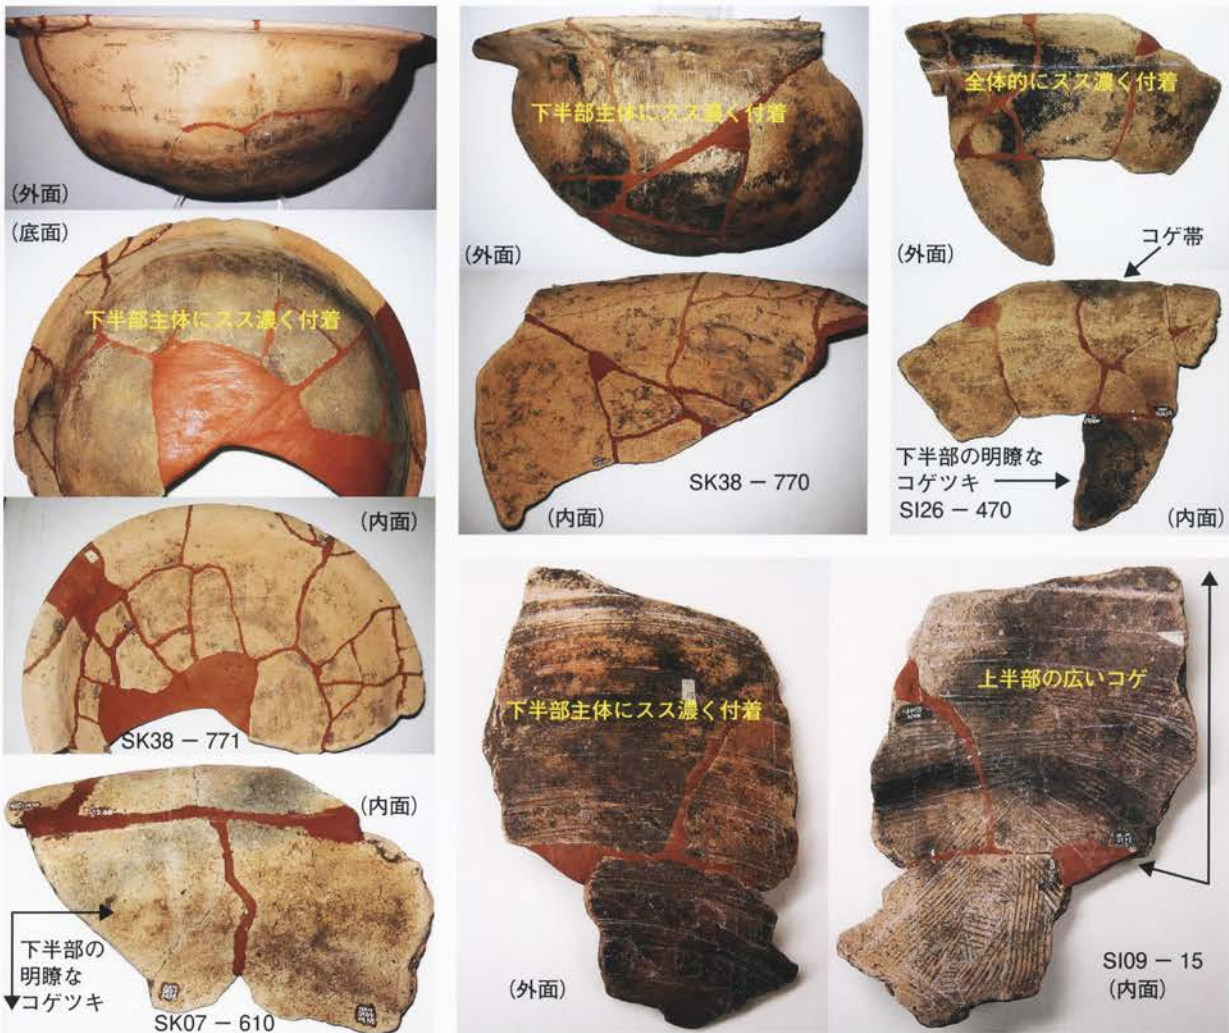 (外面)
(底面)
下半部主体にスス濃く付着
(内面)
SK38－771
(内面)
下半部の
明瞭な
コゲツキ
SK07－610
下半部主体にスス濃く付着
(外面)
SK38－770
(内面)
全体的にスス濃く付着
(外面)
コゲ帯
下半部の明瞭な
コゲツキ
SI26－470
(内面)
下半部主体にスス濃く付着
(外面)
上半部の広いコゲ
SI09－15
(内面)